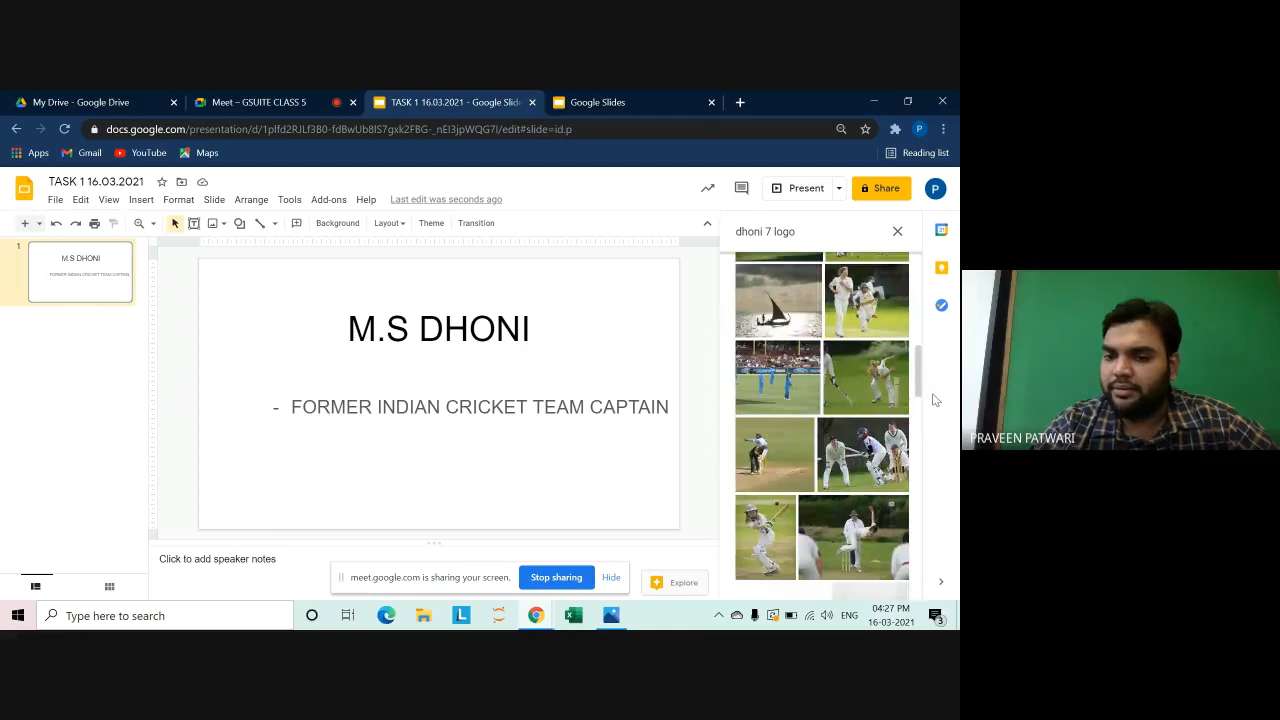 My Drive - Google Drive
Meet – GSUITE CLASS 5
TASK 1 16.03.2021 - Google Slide
Google Slides
docs.google.com/presentation/d/1plfd2RJLf3B0-fdBwUb8IS7gxk2FBG-_nEI3jpWQG7I/edit#slide=id.p
Apps
Gmail
YouTube
Maps
Reading list
TASK 1 16.03.2021
File Edit View Insert Format Slide Arrange Tools Add-ons Help Last edit was seconds ago
Present
Share
P
Background Layout Theme Transition
dhoni 7 logo
1
M.S DHONI
- FORMER INDIAN CRICKET TEAM CAPTAIN
M.S DHONI
- FORMER INDIAN CRICKET TEAM CAPTAIN
PRAVEEN PATWARI
Click to add speaker notes
meet.google.com is sharing your screen. Stop sharing Hide
Explore
Type here to search
ENG
04:27 PM
16-03-2021
3